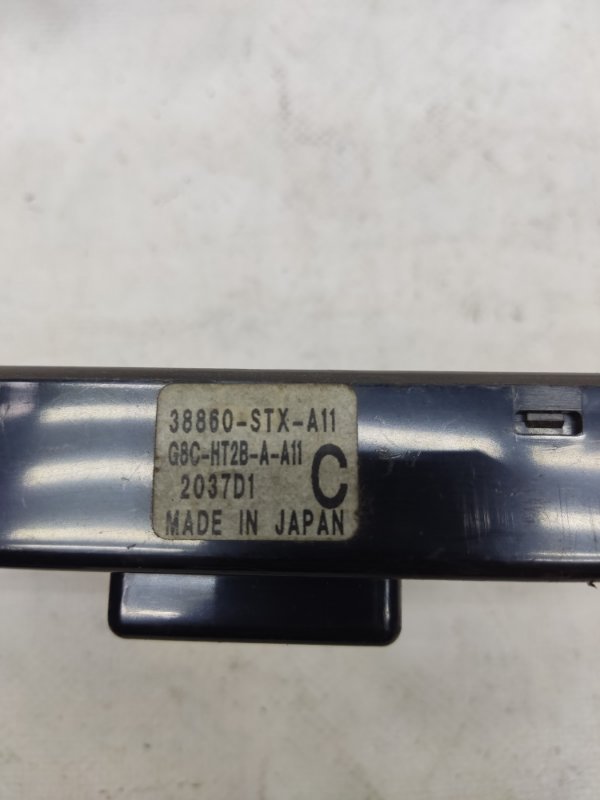 38860-STX-A11
G8C-HT2B-A-A11
2037D1 C
MADE IN JAPAN